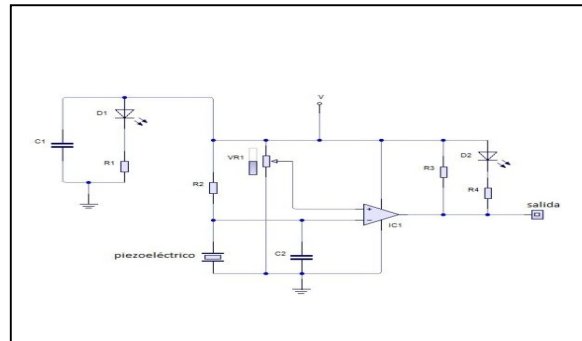 V
D1
C1
R1
VR1
R2
R3
D2
R4
salida
+
−
IC1
piezoeléctrico
C2